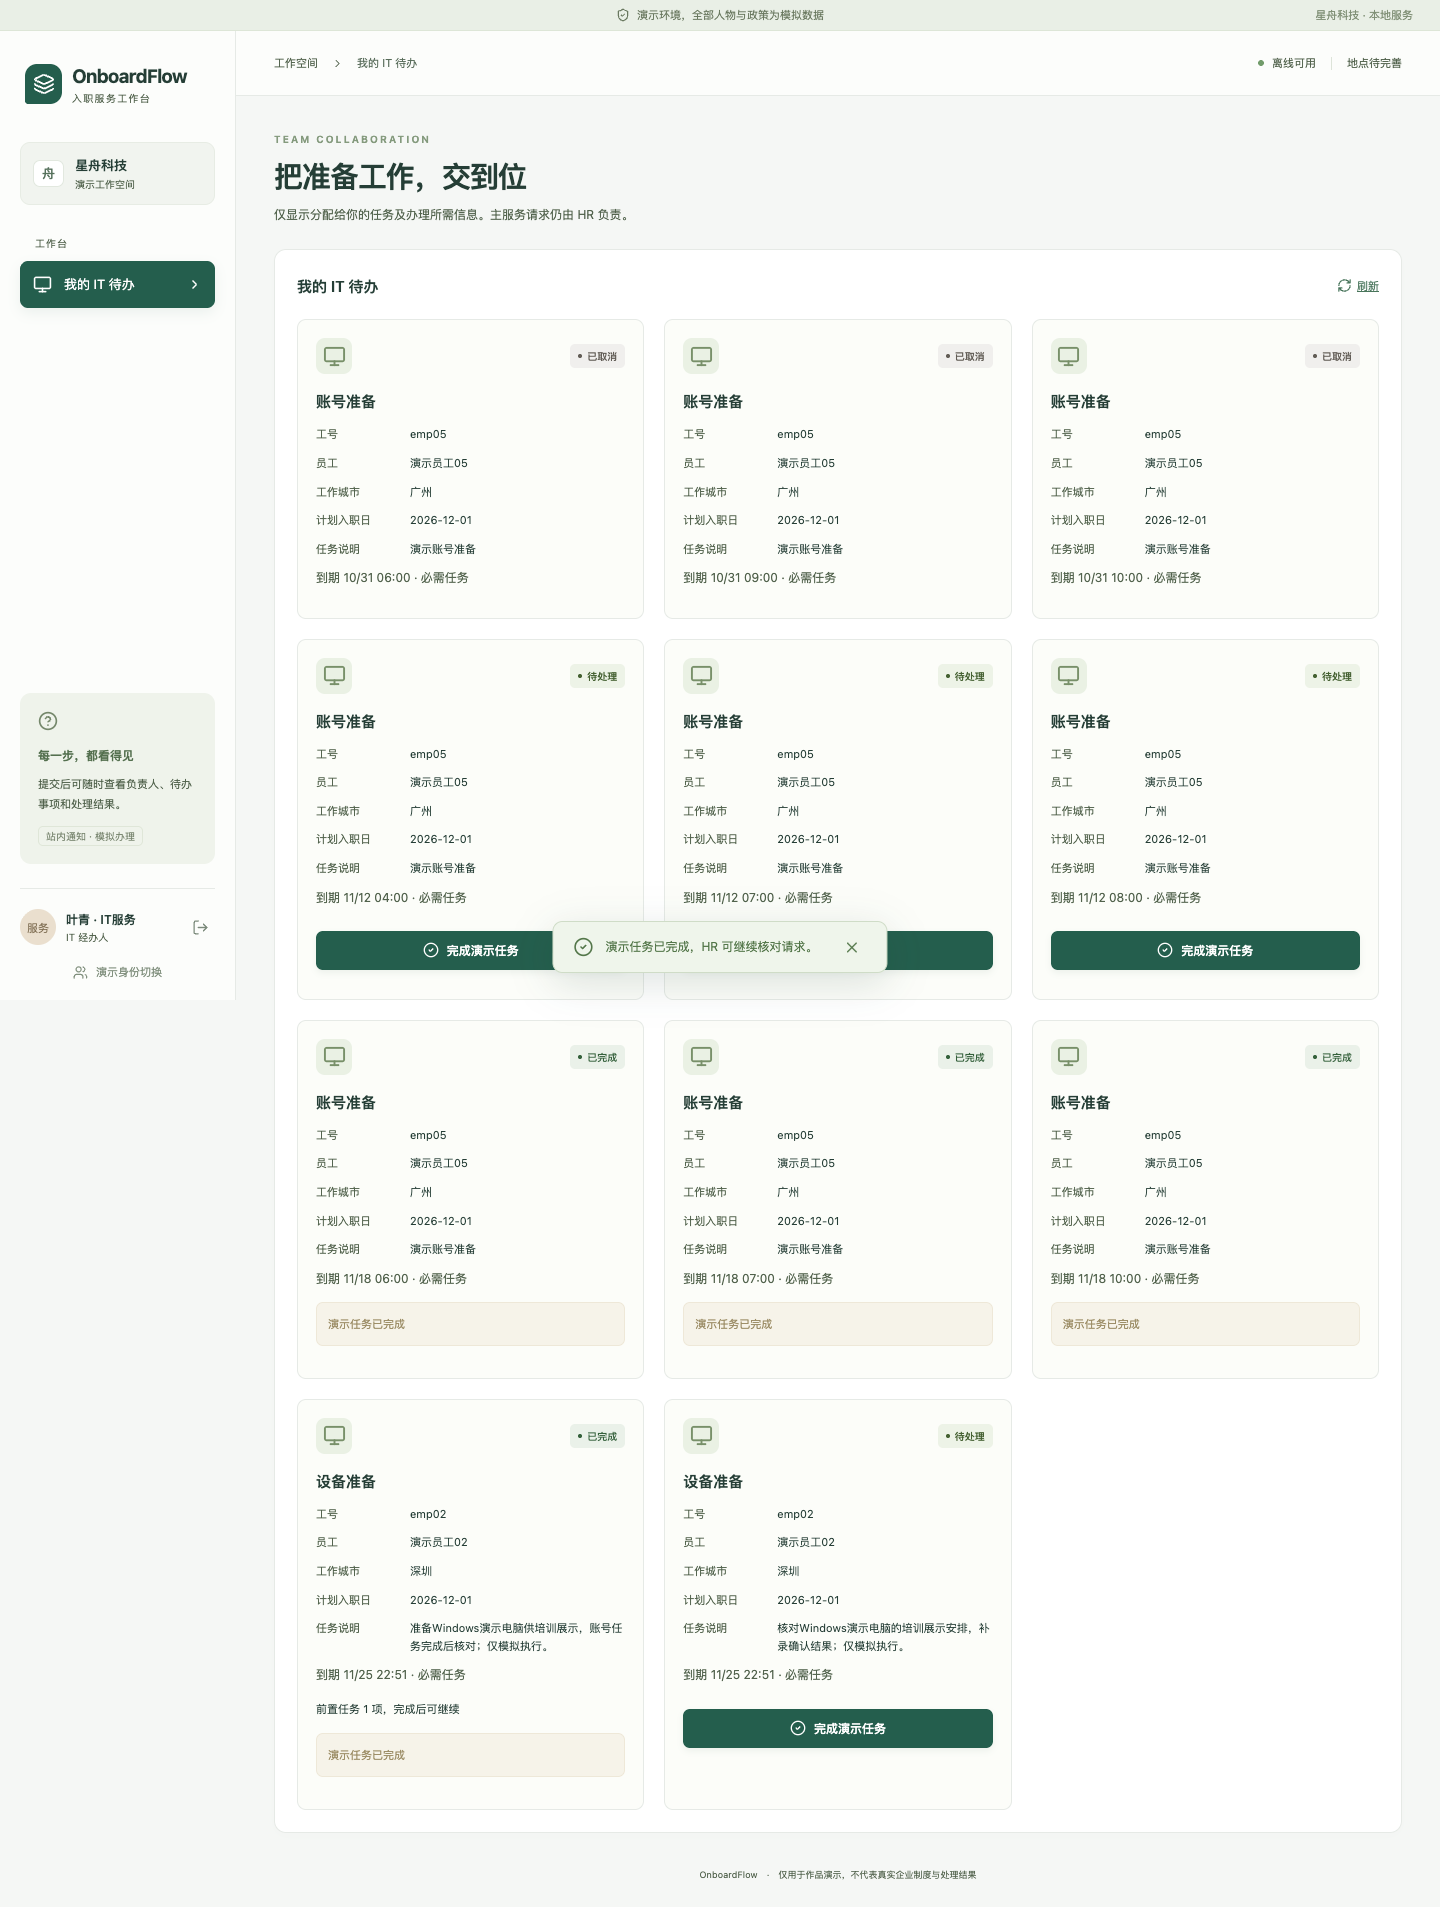 演示环境，全部人物与政策为模拟数据
星舟科技 · 本地服务
OnboardFlow
入职服务工作台
舟
星舟科技
演示工作空间
工作台
我的 IT 待办
每一步，都看得见
提交后可随时查看负责人、待办
事项和处理结果。
站内通知 · 模拟办理
服务
叶青 · IT服务
IT 经办人
演示身份切换
工作空间
我的 IT 待办
离线可用
地点待完善
TEAM COLLABORATION
把准备工作，交到位
仅显示分配给你的任务及办理所需信息。主服务请求仍由 HR 负责。
我的 IT 待办
刷新
已取消
账号准备
工号 emp05
员工 演示员工05
工作城市 广州
计划入职日 2026-12-01
任务说明 演示账号准备
到期 10/31 06:00 · 必需任务
已取消
账号准备
工号 emp05
员工 演示员工05
工作城市 广州
计划入职日 2026-12-01
任务说明 演示账号准备
到期 10/31 09:00 · 必需任务
已取消
账号准备
工号 emp05
员工 演示员工05
工作城市 广州
计划入职日 2026-12-01
任务说明 演示账号准备
到期 10/31 10:00 · 必需任务
待处理
账号准备
工号 emp05
员工 演示员工05
工作城市 广州
计划入职日 2026-12-01
任务说明 演示账号准备
到期 11/12 04:00 · 必需任务
完成演示任务
待处理
账号准备
工号 emp05
员工 演示员工05
工作城市 广州
计划入职日 2026-12-01
任务说明 演示账号准备
到期 11/12 07:00 · 必需任务
演示任务已完成，HR 可继续核对请求。
待处理
账号准备
工号 emp05
员工 演示员工05
工作城市 广州
计划入职日 2026-12-01
任务说明 演示账号准备
到期 11/12 08:00 · 必需任务
完成演示任务
已完成
账号准备
工号 emp05
员工 演示员工05
工作城市 广州
计划入职日 2026-12-01
任务说明 演示账号准备
到期 11/18 06:00 · 必需任务
演示任务已完成
已完成
账号准备
工号 emp05
员工 演示员工05
工作城市 广州
计划入职日 2026-12-01
任务说明 演示账号准备
到期 11/18 07:00 · 必需任务
演示任务已完成
已完成
账号准备
工号 emp05
员工 演示员工05
工作城市 广州
计划入职日 2026-12-01
任务说明 演示账号准备
到期 11/18 10:00 · 必需任务
演示任务已完成
已完成
设备准备
工号 emp02
员工 演示员工02
工作城市 深圳
计划入职日 2026-12-01
任务说明 准备Windows演示电脑供培训展示，账号任
务完成后核对；仅模拟执行。
到期 11/25 22:51 · 必需任务
前置任务 1 项，完成后可继续
演示任务已完成
待处理
设备准备
工号 emp02
员工 演示员工02
工作城市 深圳
计划入职日 2026-12-01
任务说明 核对Windows演示电脑的培训展示安排，补
录确认结果；仅模拟执行。
到期 11/25 22:51 · 必需任务
完成演示任务
OnboardFlow · 仅用于作品演示，不代表真实企业制度与处理结果